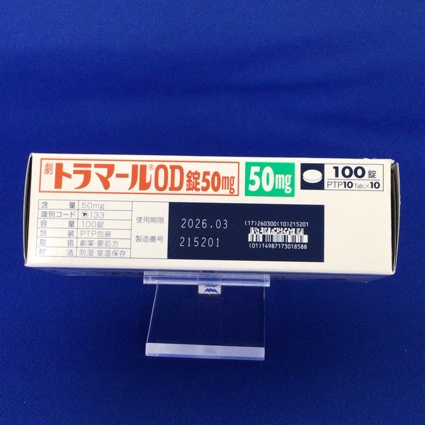 劇 トラマール®OD錠50mg
50mg
100錠
PTP10Tab.×10
含量 50mg
識別コード 133
容量 100錠
包装 PTP包装
取扱 劇薬・要処方
貯法 防湿・室温保存
使用期限 2026.03
製造番号 215201
(17)260300(10)215201
(01)14987173018588